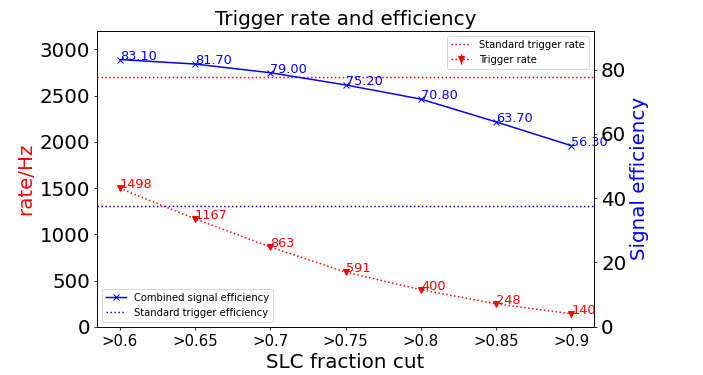 Trigger rate and efficiency
3000
2500
2000
1500
1000
500
0
rate/Hz
83.10
81.70
79.00
75.20
70.80
63.70
56.30
1498
1167
863
591
400
248
140
Standard trigger rate
Trigger rate
Combined signal efficiency
Standard trigger efficiency
80
60
40
20
0
Signal efficiency
>0.6 >0.65 >0.7 >0.75 >0.8 >0.85 >0.9
SLC fraction cut